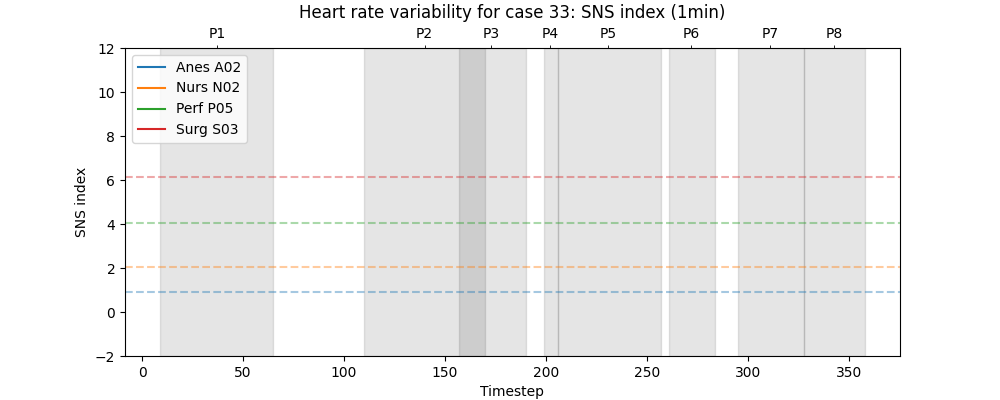 Heart rate variability for case 33: SNS index (1min)
P1 P2 P3 P4 P5 P6 P7 P8
12
10
8
6
4
2
0
−2
SNS index
Anes A02
Nurs N02
Perf P05
Surg S03
0 50 100 150 200 250 300 350
Timestep